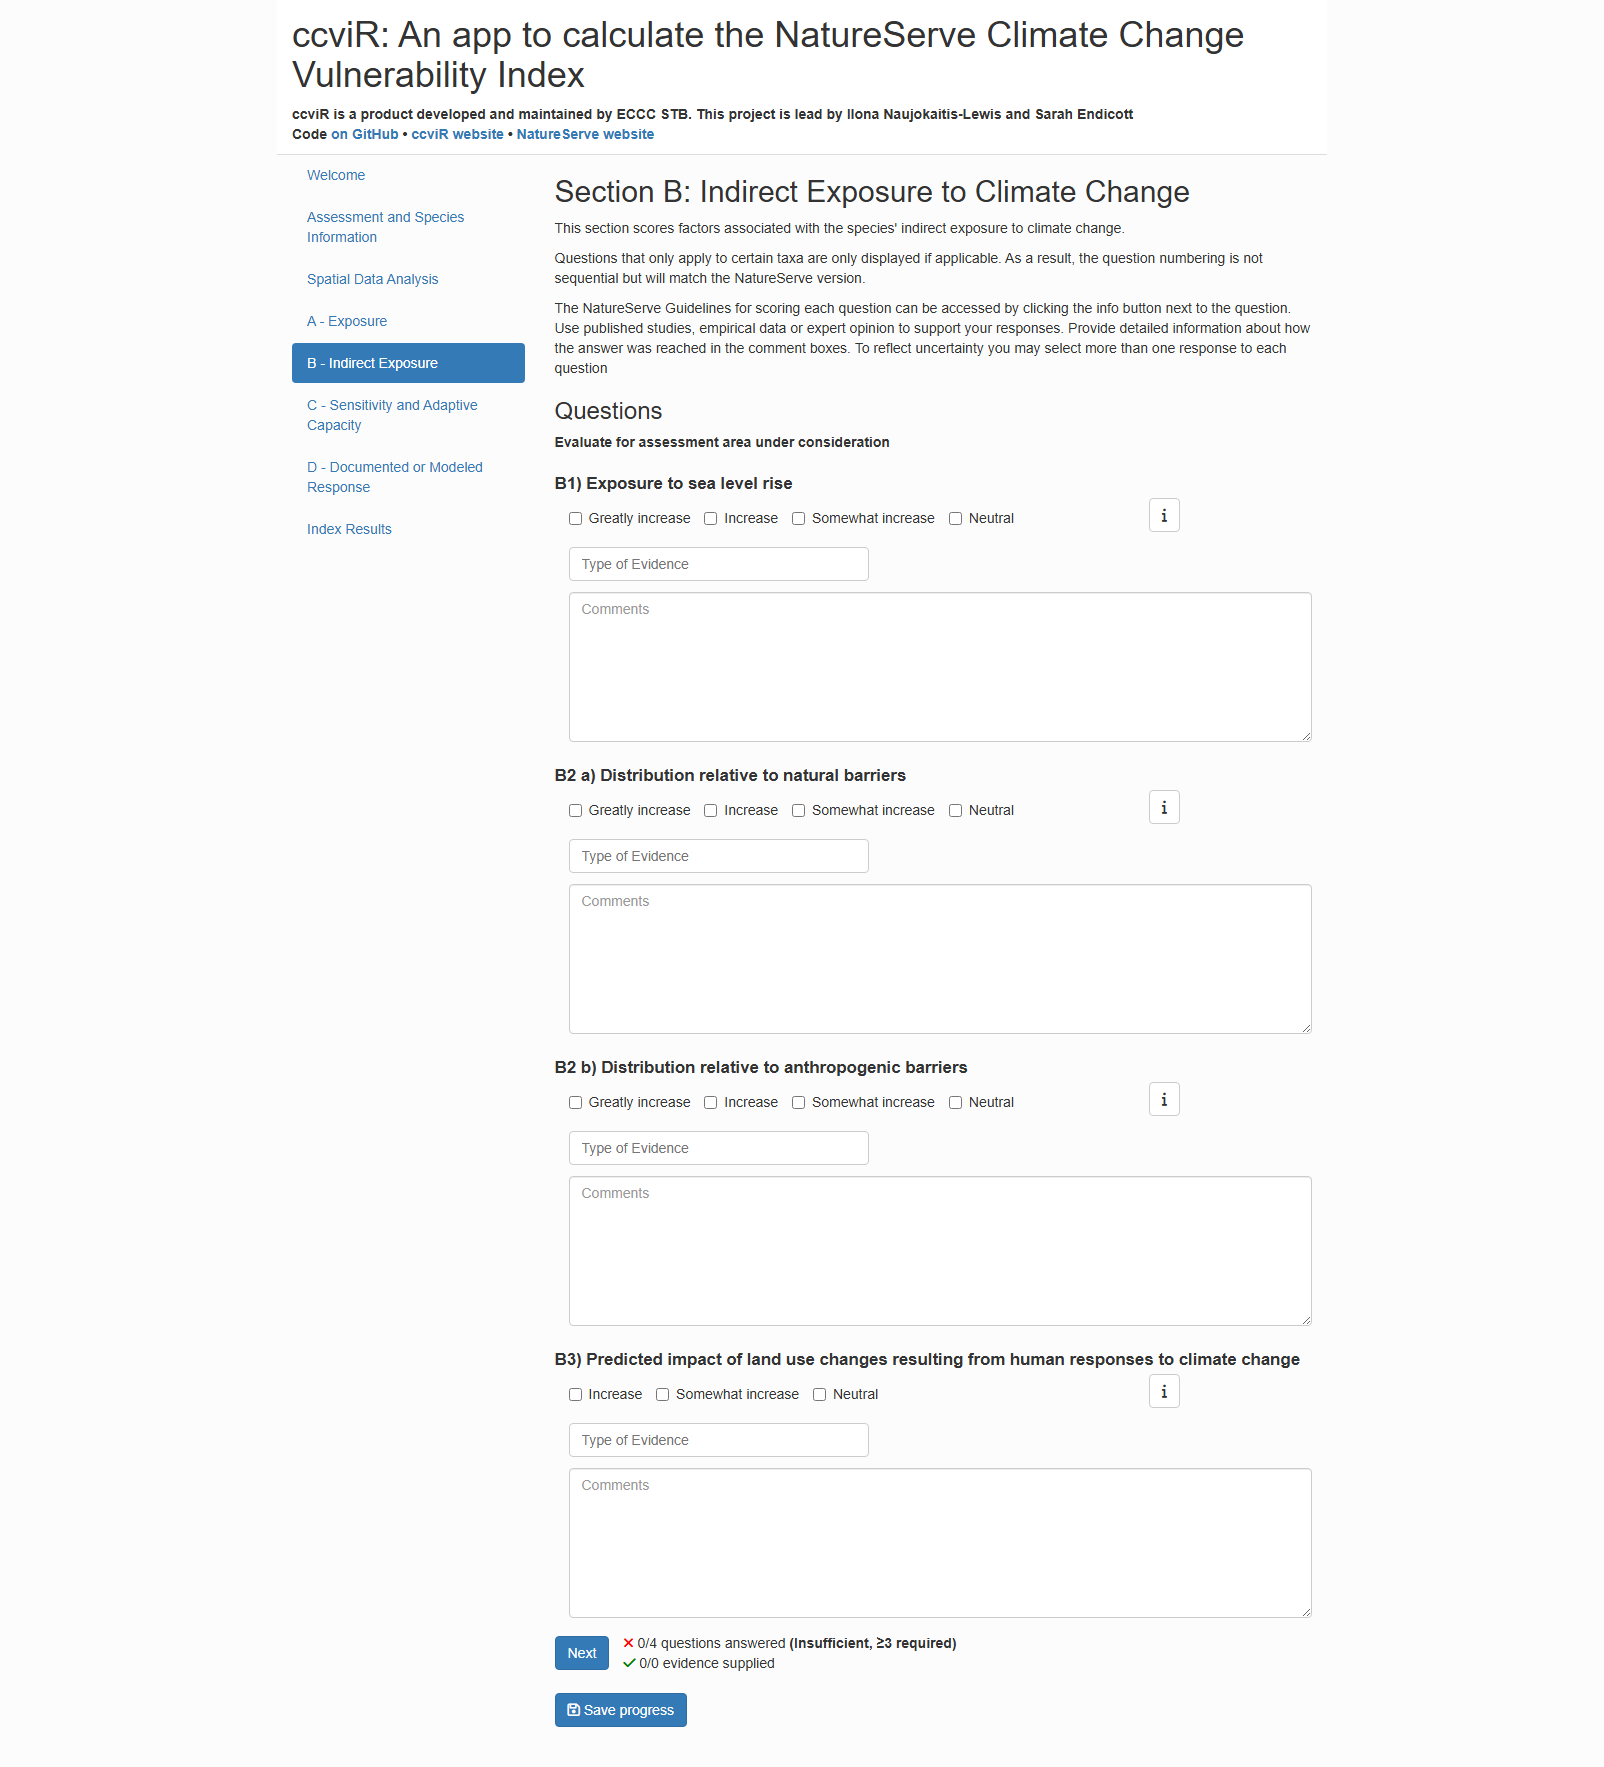 ccviR: An app to calculate the NatureServe Climate Change
Vulnerability Index
ccviR is a product developed and maintained by ECCC STB. This project is lead by Ilona Naujokaitis-Lewis and Sarah Endicott
Code on GitHub • ccviR website • NatureServe website
Welcome
Assessment and Species
Information
Spatial Data Analysis
A - Exposure
B - Indirect Exposure
C - Sensitivity and Adaptive
Capacity
D - Documented or Modeled
Response
Index Results
Section B: Indirect Exposure to Climate Change
This section scores factors associated with the species' indirect exposure to climate change.
Questions that only apply to certain taxa are only displayed if applicable. As a result, the question numbering is not
sequential but will match the NatureServe version.
The NatureServe Guidelines for scoring each question can be accessed by clicking the info button next to the question.
Use published studies, empirical data or expert opinion to support your responses. Provide detailed information about how
the answer was reached in the comment boxes. To reflect uncertainty you may select more than one response to each
question
Questions
Evaluate for assessment area under consideration
B1) Exposure to sea level rise
Greatly increase Increase Somewhat increase Neutral i
Type of Evidence
Comments
B2 a) Distribution relative to natural barriers
Greatly increase Increase Somewhat increase Neutral i
Type of Evidence
Comments
B2 b) Distribution relative to anthropogenic barriers
Greatly increase Increase Somewhat increase Neutral i
Type of Evidence
Comments
B3) Predicted impact of land use changes resulting from human responses to climate change
Increase Somewhat increase Neutral i
Type of Evidence
Comments
Next
0/4 questions answered (Insufficient, ≥3 required)
0/0 evidence supplied
Save progress